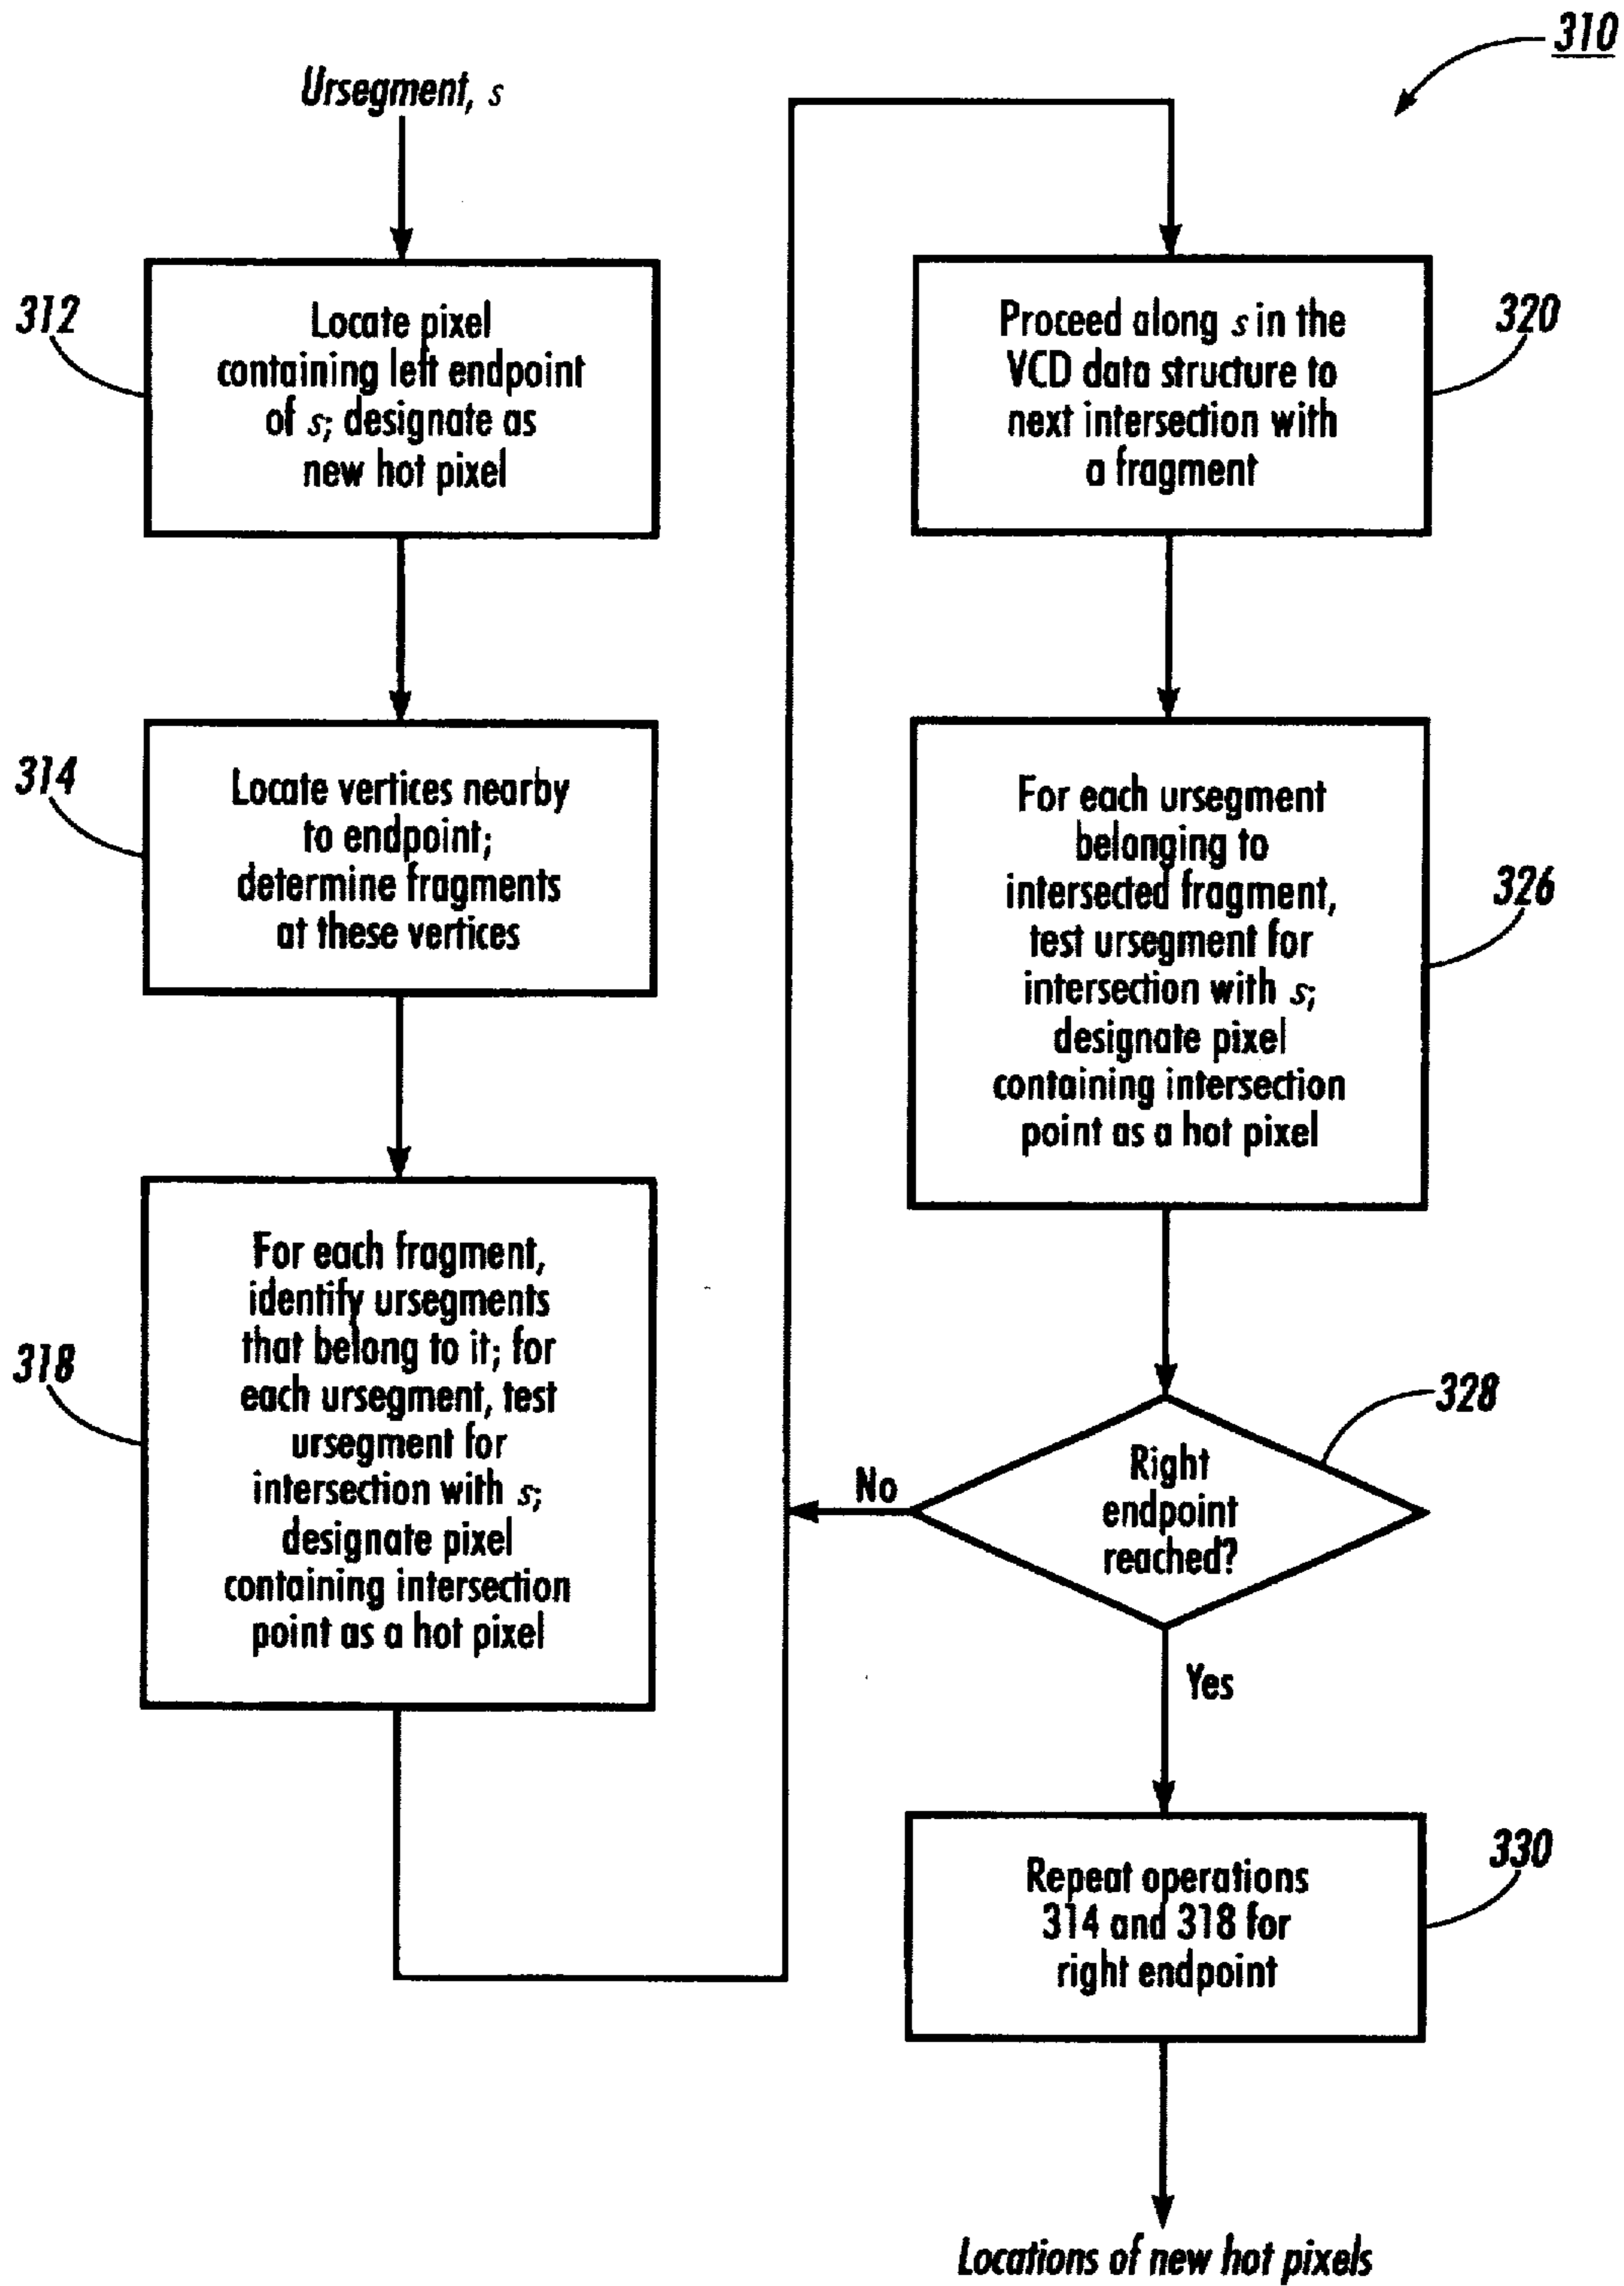 310
Ursegment, s
312
Locate pixel
containing left endpoint
of s; designate as
new hot pixel
314
Locate vertices nearby
to endpoint;
determine fragments
at these vertices
318
For each fragment,
identify ursegments
that belong to it; for
each ursegment, test
ursegment for
intersection with s;
designate pixel
containing intersection
point as a hot pixel
320
Proceed along s in the
VCD data structure to
next intersection with
a fragment
326
For each ursegment
belonging to
intersected fragment,
test ursegment for
intersection with s;
designate pixel
containing intersection
point as a hot pixel
328
Right
endpoint
reached?
No
Yes
330
Repeat operations
314 and 318 for
right endpoint
Locations of new hot pixels